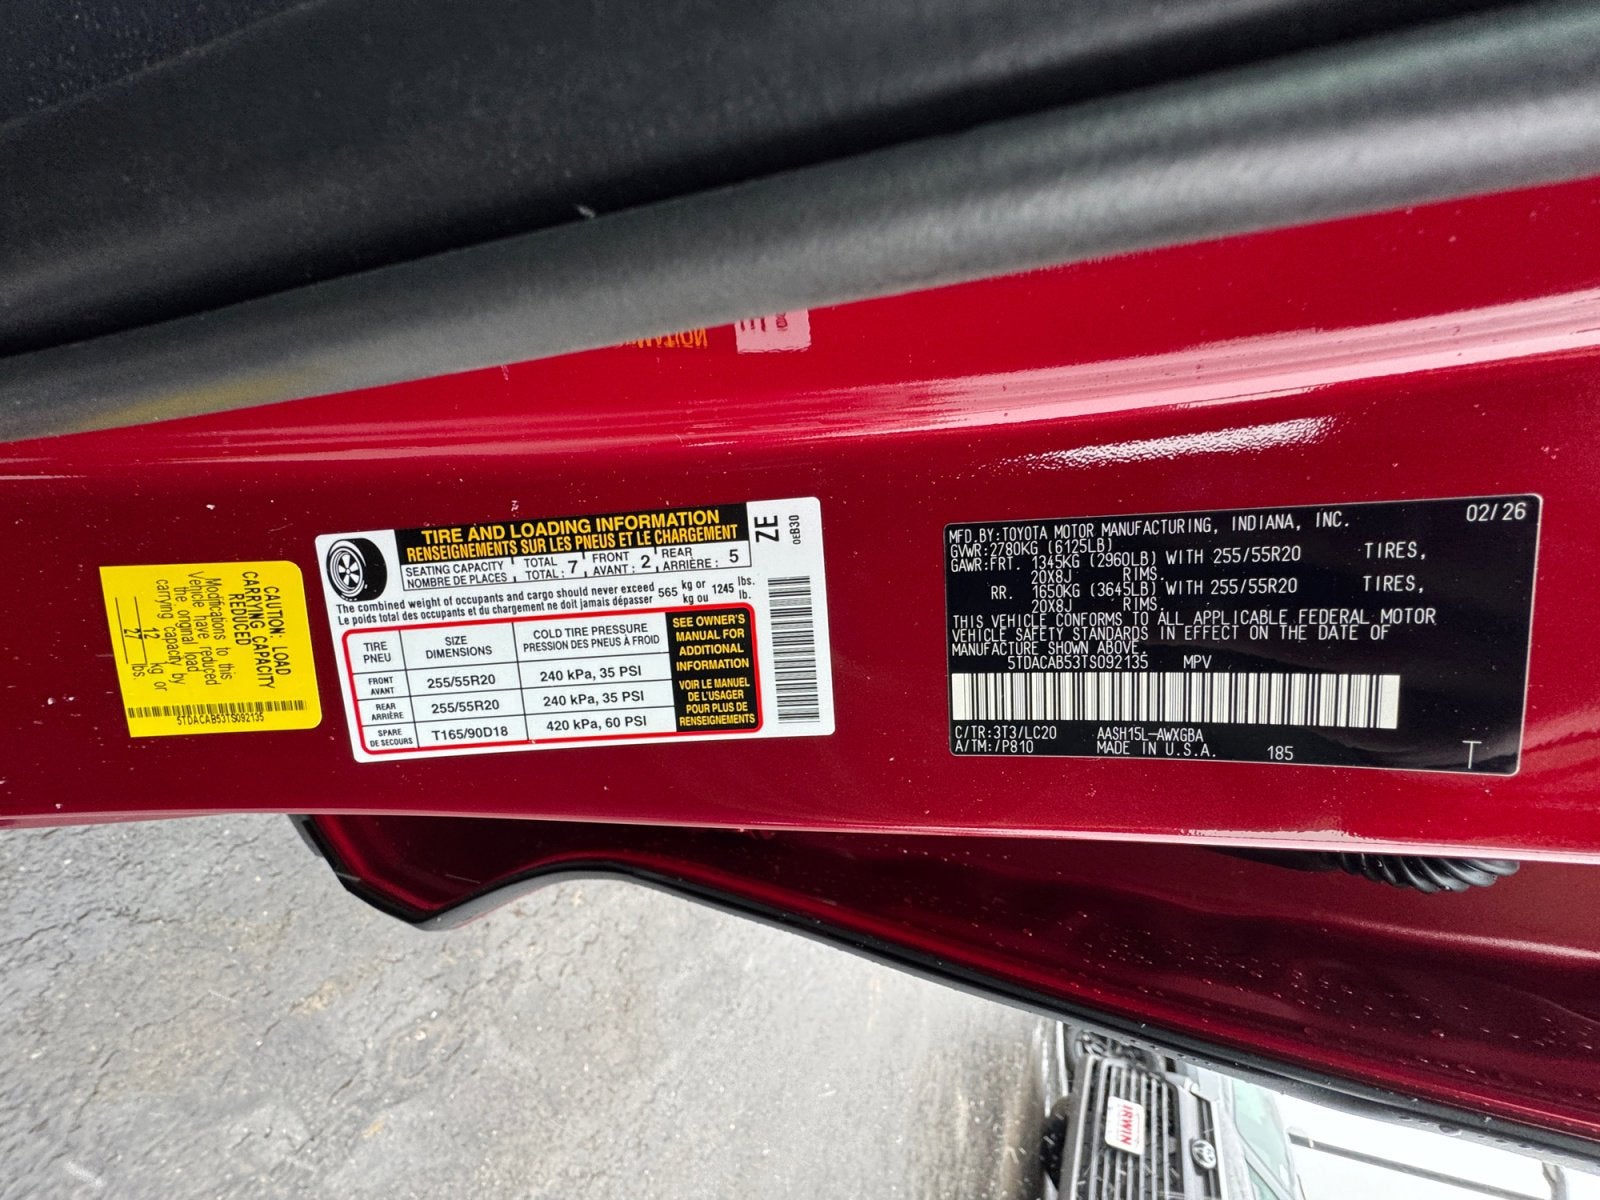 CAUTION: LOAD
CARRYING CAPACITY
REDUCED
Modifications to this
Vehicle have reduced
the original load
carrying capacity by
12 kg or
27 lbs.
5TDACAB53TS092135
TIRE AND LOADING INFORMATION
RENSEIGNEMENTS SUR LES PNEUS ET LE CHARGEMENT
SEATING CAPACITY TOTAL 7 FRONT 2 REAR 5
NOMBRE DE PLACES TOTAL: AVANT: ARRIÈRE:
The combined weight of occupants and cargo should never exceed 565 kg or 1245 lbs.
Le poids total des occupants et du chargement ne doit jamais dépasser kg ou lb.
TIRE SIZE COLD TIRE PRESSURE
PNEU DIMENSIONS PRESSION DES PNEUS À FROID
FRONT 255/55R20 240 kPa, 35 PSI
AVANT
REAR 255/55R20 240 kPa, 35 PSI
ARRIÈRE
SPARE T165/90D18 420 kPa, 60 PSI
DE SECOURS
SEE OWNER'S
MANUAL FOR
ADDITIONAL
INFORMATION
VOIR LE MANUEL
DE L'USAGER
POUR PLUS DE
RENSEIGNEMENTS
ZE
0EB30
MFD.BY:TOYOTA MOTOR MANUFACTURING, INDIANA, INC. 02/26
GVWR:2780KG (6125LB)
GAWR:FRT. 1345KG (2960LB) WITH 255/55R20 TIRES,
20X8J RIMS.
RR. 1650KG (3645LB) WITH 255/55R20 TIRES,
20X8J RIMS.
THIS VEHICLE CONFORMS TO ALL APPLICABLE FEDERAL MOTOR
VEHICLE SAFETY STANDARDS IN EFFECT ON THE DATE OF
MANUFACTURE SHOWN ABOVE.
5TDACAB53TS092135 MPV
C/TR:3T3/LC20 AASH15L-AWXGBA
A/TM:/P810 MADE IN U.S.A. 185 T
IRWIN